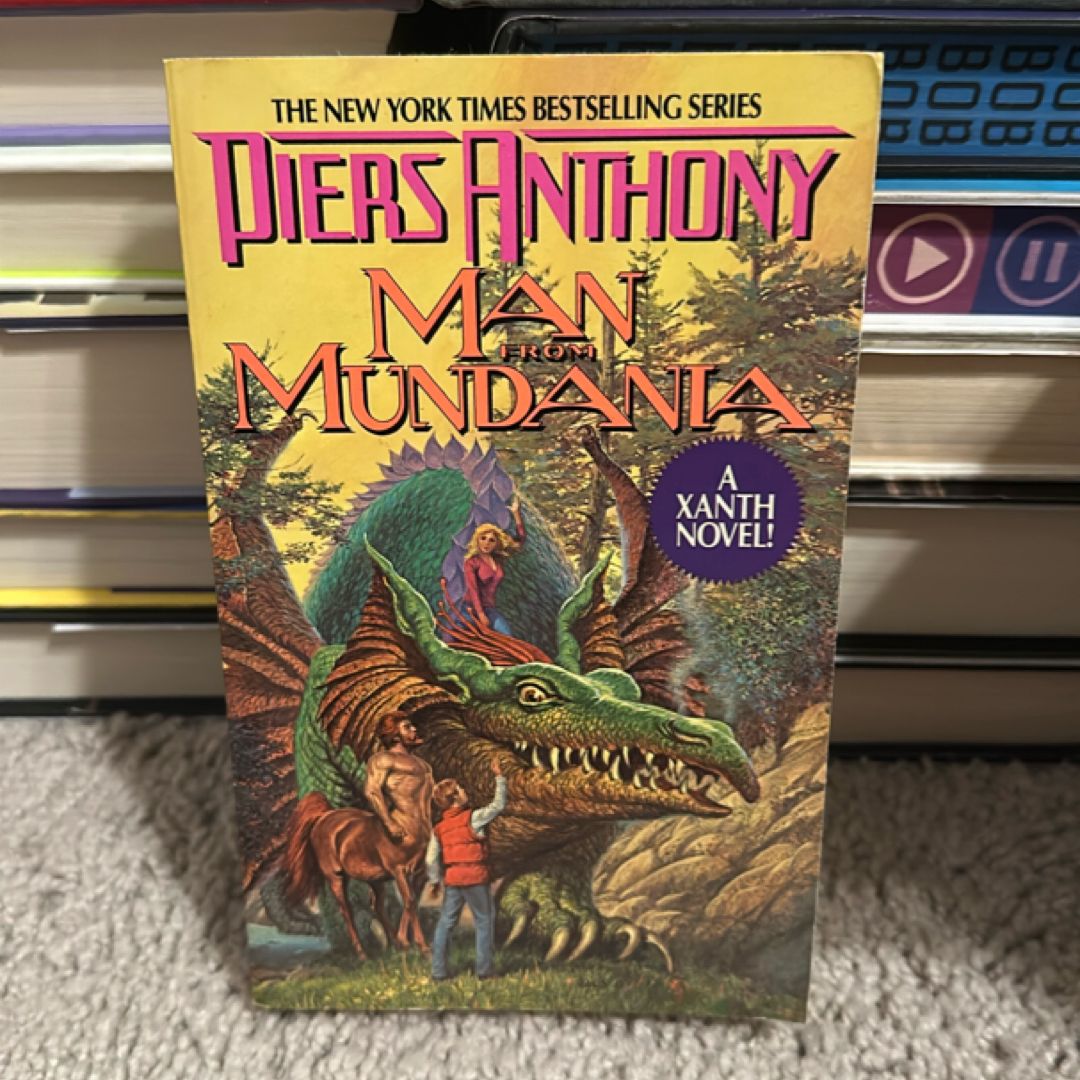 THE NEW YORK TIMES BESTSELLING SERIES
PIERS ANTHONY
MAN
FROM
MUNDANIA
A
XANTH
NOVEL!